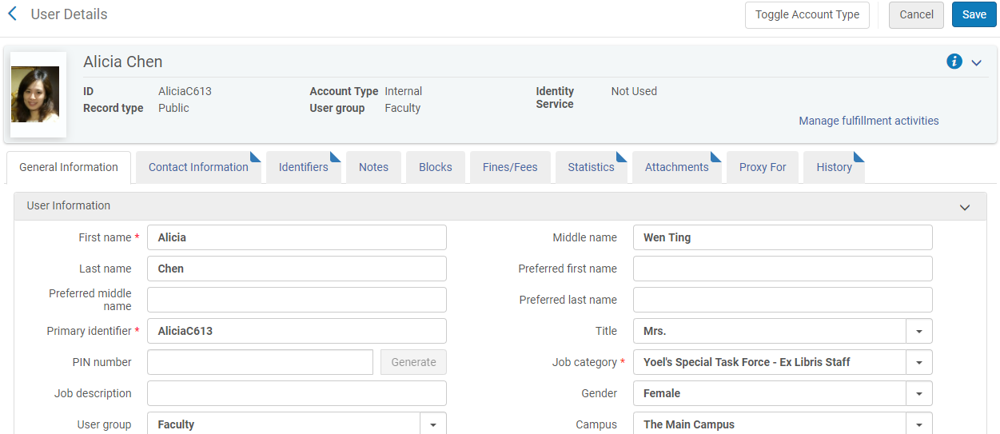 User Details
Toggle Account Type
Cancel
Save
Alicia Chen
ID AliciaC613 Account Type Internal Identity Service Not Used
Record type Public User group Faculty
Manage fulfillment activities
General Information Contact Information Identifiers Notes Blocks Fines/Fees Statistics Attachments Proxy For History
User Information
First name * Alicia Middle name Wen Ting
Last name Chen Preferred first name
Preferred middle name Preferred last name
Primary identifier * AliciaC613 Title Mrs.
PIN number Generate Job category * Yoel's Special Task Force - Ex Libris Staff
Job description Gender Female
User group Faculty Campus The Main Campus